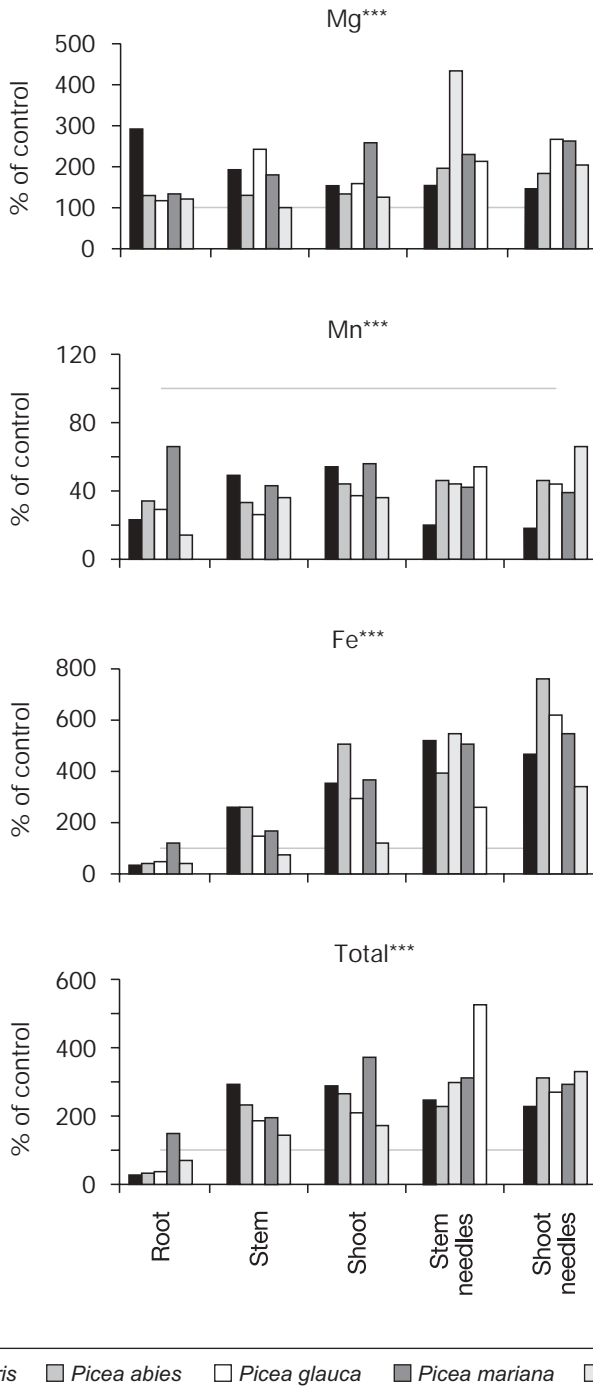 Mg***
500
400
300
200
100
0
% of control
Mn***
120
80
40
0
% of control
Fe***
800
600
400
200
0
% of control
Total***
600
400
200
0
% of control
Root
Stem
Shoot
Stem
needles
Shoot
needles
ris Picea abies Picea glauca Picea mariana